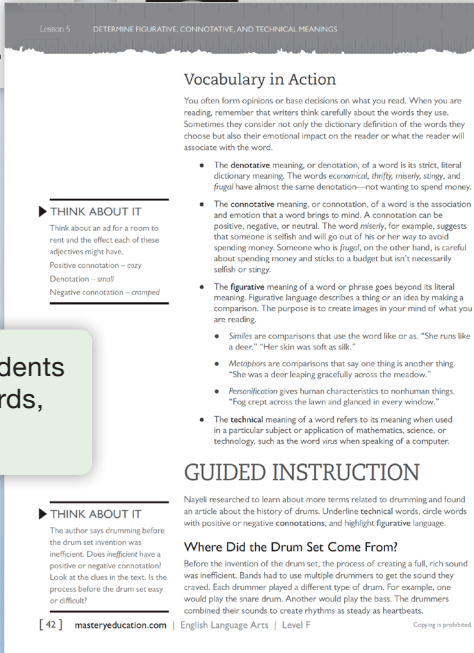 Lesson 5 DETERMINE FIGURATIVE, CONNOTATIVE, AND TECHNICAL MEANINGS
Vocabulary in Action
You often form opinions or base decisions on what you read. When you are
reading, remember that writers think carefully about the words they use.
Sometimes they consider not only the dictionary definition of the words they
choose but also their emotional impact on the reader or what the reader will
associate with the word.
● The denotative meaning, or denotation, of a word is its strict, literal
dictionary meaning. The words economical, thrifty, miserly, stingy, and
frugal have almost the same denotation—not wanting to spend money.
● The connotative meaning, or connotation, of a word is the association
and emotion that a word brings to mind. A connotation can be
positive, negative, or neutral. The word miserly, for example, suggests
that someone is selfish and will go out of his or her way to avoid
spending money. Someone who is frugal, on the other hand, is careful
about spending money and sticks to a budget but isn't necessarily
selfish or stingy.
● The figurative meaning of a word or phrase goes beyond its literal
meaning. Figurative language describes a thing or an idea by making a
comparison. The purpose is to create images in your mind of what you
are reading.
● Similes are comparisons that use the word like or as. "She runs like
a deer." "Her skin was soft as silk."
● Metaphors are comparisons that say one thing is another thing.
"She was a deer leaping gracefully across the meadow."
● Personification gives human characteristics to nonhuman things.
"Fog crept across the lawn and glanced in every window."
● The technical meaning of a word refers to its meaning when used
in a particular subject or application of mathematics, science, or
technology, such as the word virus when speaking of a computer.
THINK ABOUT IT
Think about an ad for a room to
rent and the effect each of these
adjectives might have.
Positive connotation – cozy
Denotation – small
Negative connotation – cramped
dents
rds,
GUIDED INSTRUCTION
Nayeli researched to learn about more terms related to drumming and found
an article about the history of drums. Underline technical words, circle words
with positive or negative connotations, and highlight figurative language.
Where Did the Drum Set Come From?
Before the invention of the drum set, the process of creating a full, rich sound
was inefficient. Bands had to use multiple drummers to get the sound they
craved. Each drummer played a different type of drum. For example, one
would play the snare drum. Another would play the bass. The drummers
combined their sounds to create rhythms as steady as heartbeats.
THINK ABOUT IT
The author says drumming before
the drum set invention was
inefficient. Does inefficient have a
positive or negative connotation?
Look at the clues in the text. Is the
process before the drum set easy
or difficult?
[ 42 ] masteryeducation.com | English Language Arts | Level F
Copying is prohibited.